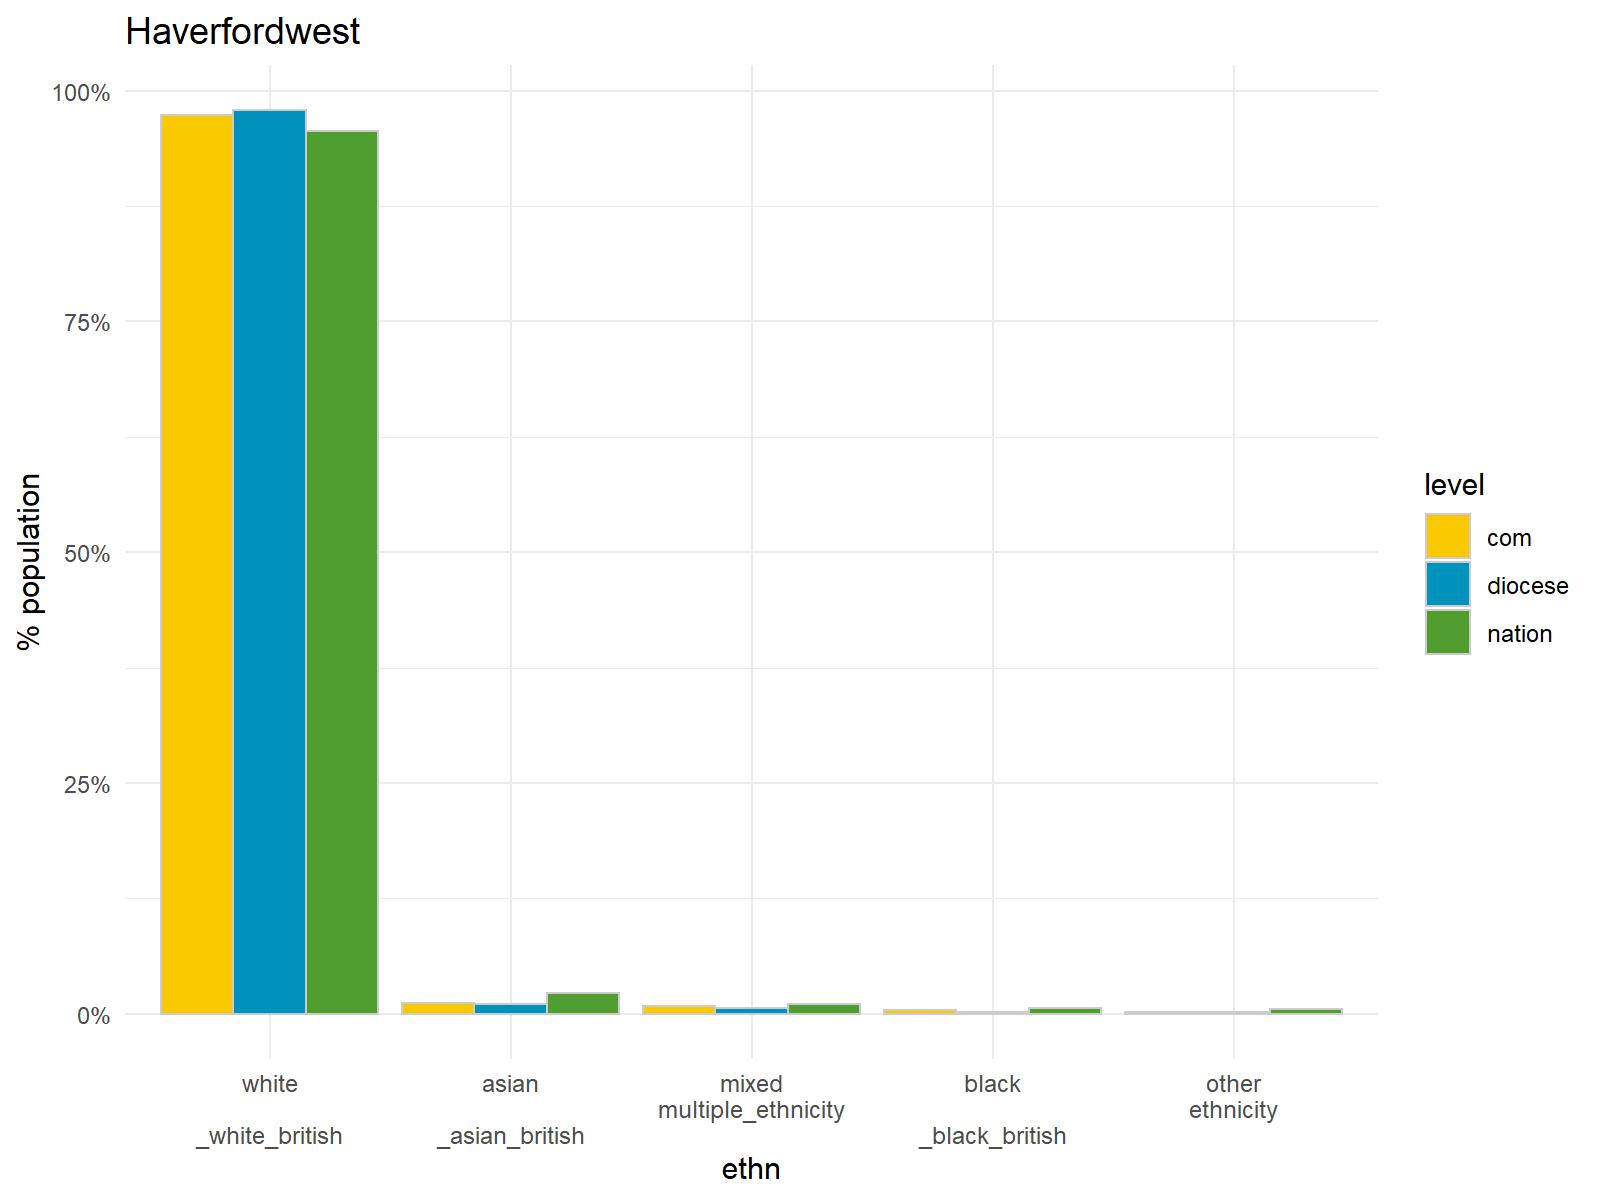 Haverfordwest
100%
75%
50%
25%
0%
% population
white
_white_british
asian
_asian_british
mixed
multiple_ethnicity
black
_black_british
other
ethnicity
ethn
level
com
diocese
nation